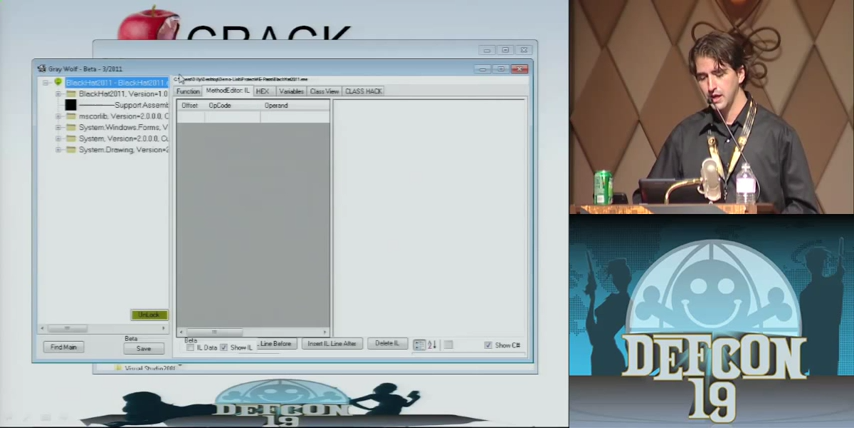 CRACK
Gray Wolf - Beta - 3/2011
BlackHat2011 - BlackHat2011.e
BlackHat2011, Version=1.0
Support Assemb
mscorlib, Version=2.0.0.0, C
System.Windows.Forms, V
System, Version=2.0.0.0, Cu
System.Drawing, Version=2
Function
MethodEditor IL
HEX
Variables
Class View
CLASS HACK
Offset
OpCode
Operand
UnLock
Find Main
Beta
Save
Beta
IL Data
Show IL
Line Before
Insert IL Line After
Delete IL
Show C#
DEFCON
19
DEFCON
19